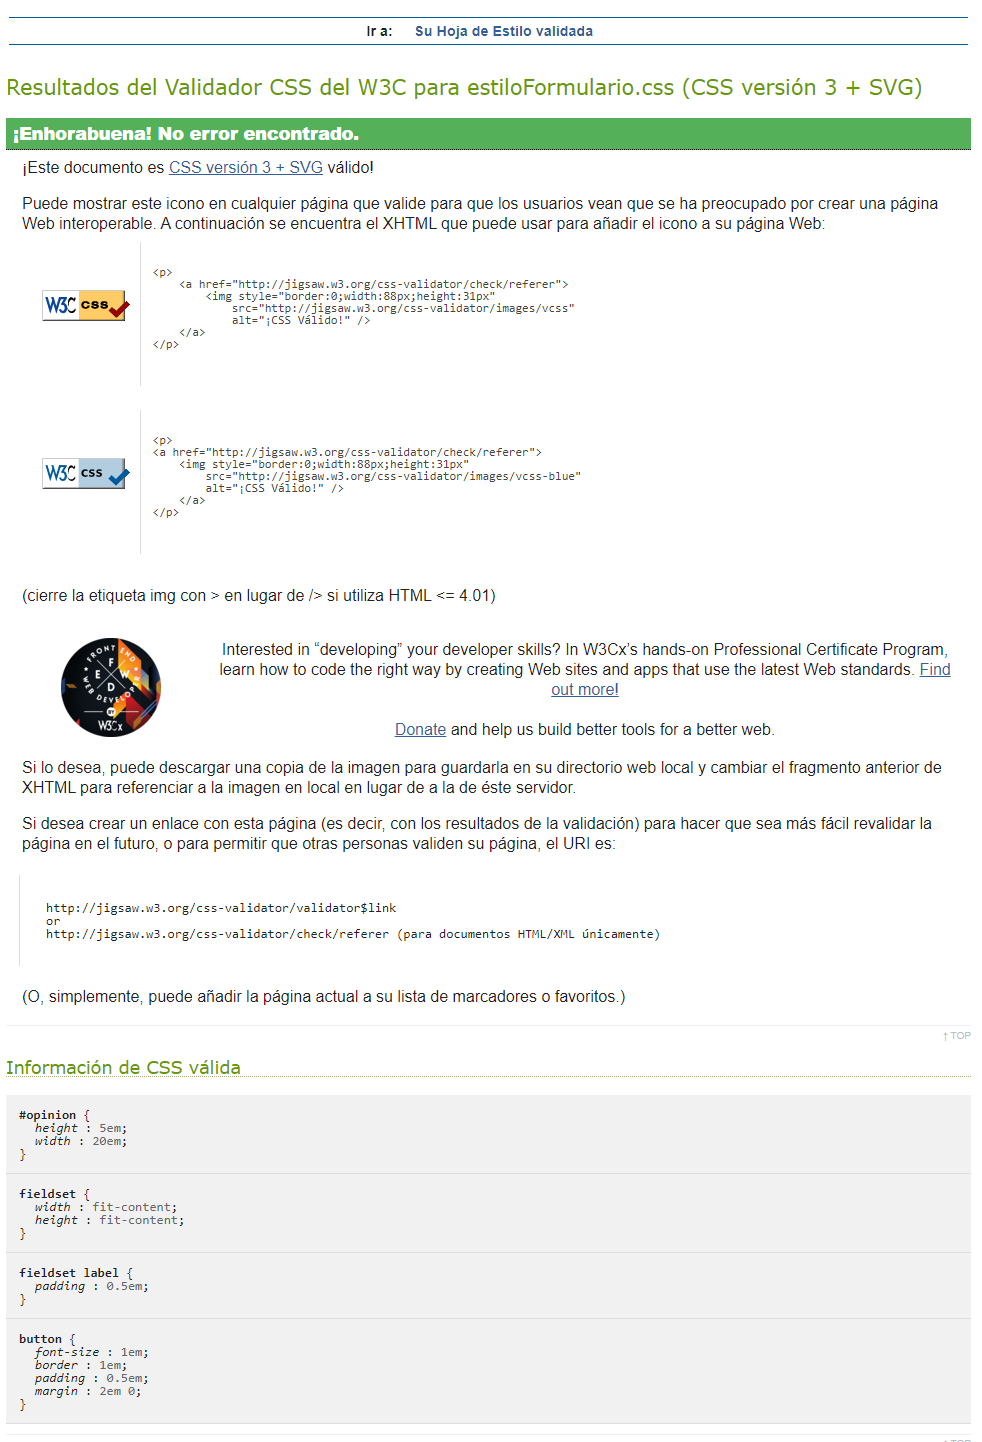 Ir a: Su Hoja de Estilo validada
Resultados del Validador CSS del W3C para estiloFormulario.css (CSS versión 3 + SVG)
¡Enhorabuena! No error encontrado.
¡Este documento es CSS versión 3 + SVG válido!
Puede mostrar este icono en cualquier página que valide para que los usuarios vean que se ha preocupado por crear una página
Web interoperable. A continuación se encuentra el XHTML que puede usar para añadir el icono a su página Web:
W3C css
<p>
<a href="http://jigsaw.w3.org/css-validator/check/referer">
<img style="border:0;width:88px;height:31px"
src="http://jigsaw.w3.org/css-validator/images/vcss"
alt="¡CSS Válido!" />
</a>
</p>
W3C css
<p>
<a href="http://jigsaw.w3.org/css-validator/check/referer">
<img style="border:0;width:88px;height:31px"
src="http://jigsaw.w3.org/css-validator/images/vcss-blue"
alt="¡CSS Válido!" />
</a>
</p>
(cierre la etiqueta img con > en lugar de /> si utiliza HTML <= 4.01)
FRONT END
WEB DEVELOPER
F
E W
D
W3Cx
Interested in “developing” your developer skills? In W3Cx’s hands-on Professional Certificate Program,
learn how to code the right way by creating Web sites and apps that use the latest Web standards. Find
out more!
Donate and help us build better tools for a better web.
Si lo desea, puede descargar una copia de la imagen para guardarla en su directorio web local y cambiar el fragmento anterior de
XHTML para referenciar a la imagen en local en lugar de a la de éste servidor.
Si desea crear un enlace con esta página (es decir, con los resultados de la validación) para hacer que sea más fácil revalidar la
página en el futuro, o para permitir que otras personas validen su página, el URI es:
http://jigsaw.w3.org/css-validator/validator$link
or
http://jigsaw.w3.org/css-validator/check/referer (para documentos HTML/XML únicamente)
(O, simplemente, puede añadir la página actual a su lista de marcadores o favoritos.)
↑ TOP
Información de CSS válida
#opinion {
height : 5em;
width : 20em;
}
fieldset {
width : fit-content;
height : fit-content;
}
fieldset label {
padding : 0.5em;
}
button {
font-size : 1em;
border : 1em;
padding : 0.5em;
margin : 2em 0;
}